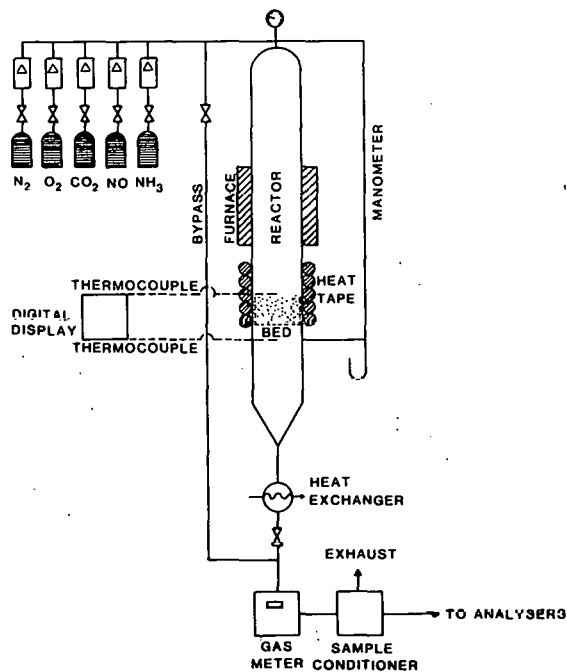 N2 O2 CO2 NO NH3
BYPASS
FURNACE
REACTOR
MANOMETER
THERMOCOUPLE
HEAT
TAPE
DIGITAL
DISPLAY
BED
THERMOCOUPLE
HEAT
EXCHANGER
EXHAUST
TO ANALYSER3
GAS
METER
SAMPLE
CONDITIONER